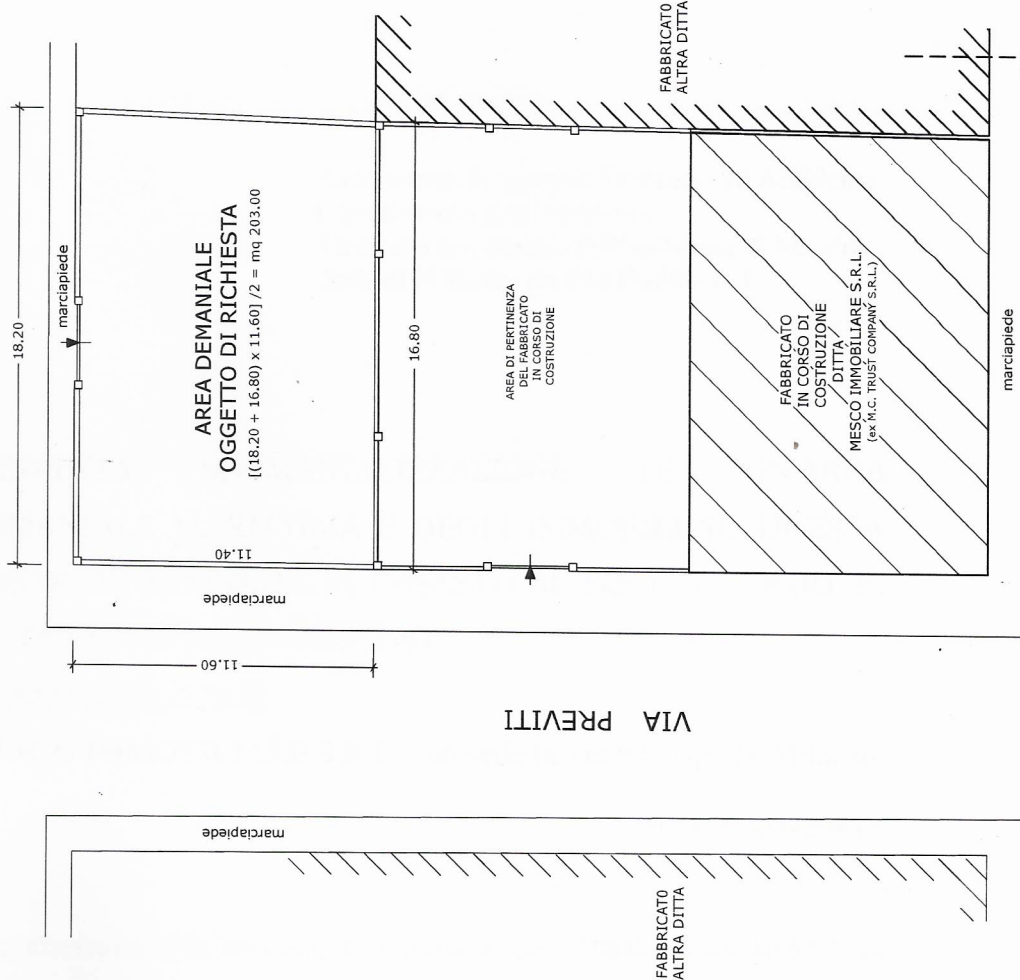 18.20
marciapiede
AREA DEMANIALE
OGGETTO DI RICHIESTA
[(18.20 + 16.80) x 11.60] /2 = mq 203.00
11.40
marciapiede
11.60
16.80
AREA DI PERTINENZA
DEL FABBRICATO
IN CORSO DI
COSTRUZIONE
FABBRICATO
ALTRA DITTA
FABBRICATO
IN CORSO DI
COSTRUZIONE
DITTA
MESCO IMMOBILIARE S.R.L.
(ex M.C. TRUST COMPANY S.R.L.)
marciapiede
VIA PREVITI
marciapiede
FABBRICATO
ALTRA DITTA